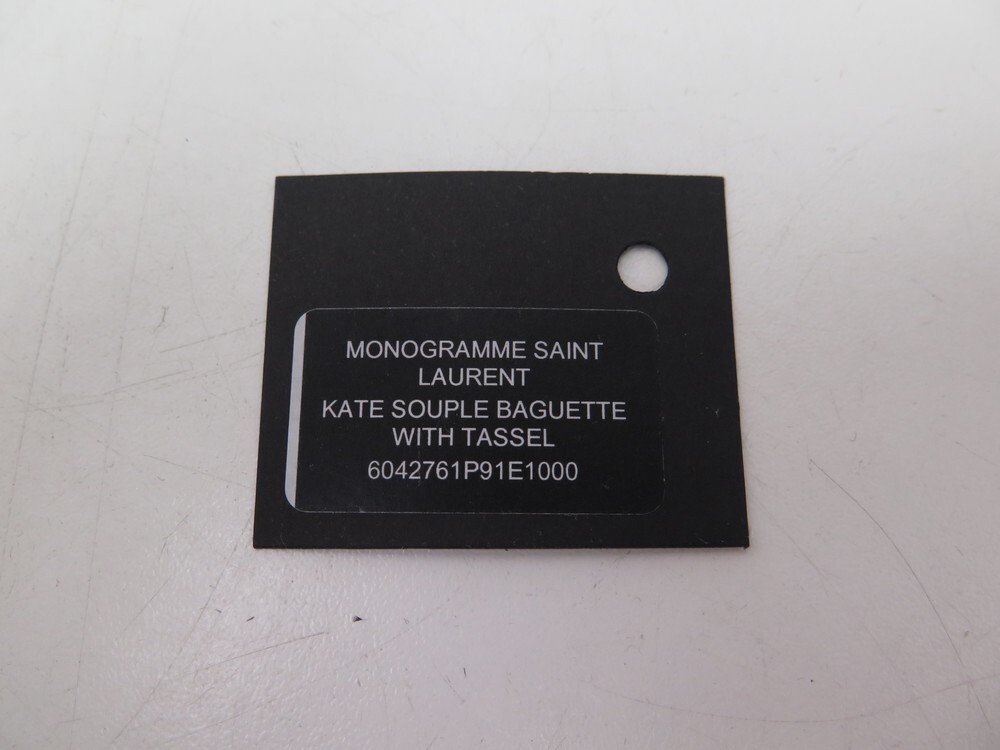 MONOGRAMME SAINT
LAURENT
KATE SOUPLE BAGUETTE
WITH TASSEL
6042761P91E1000